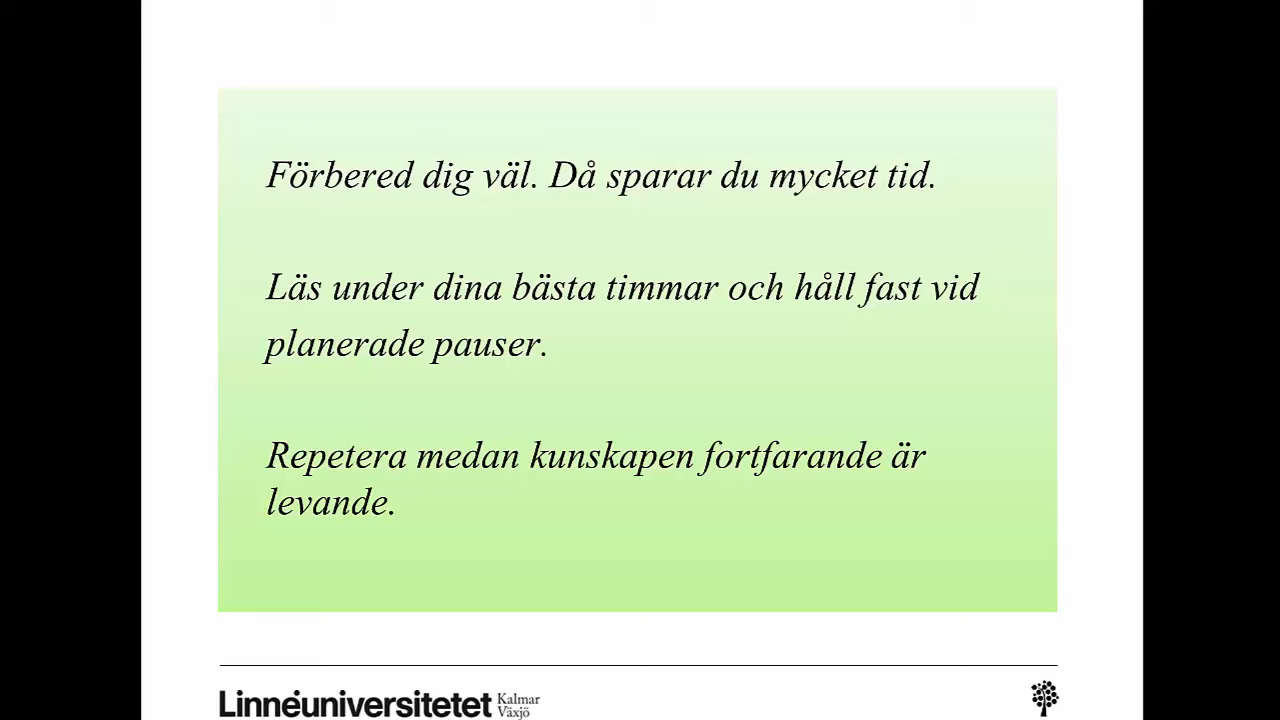 Förbered dig väl. Då sparar du mycket tid.
Läs under dina bästa timmar och håll fast vid
planerade pauser.
Repetera medan kunskapen fortfarande är
levande.
Linnéuniversitetet Kalmar
Växjö